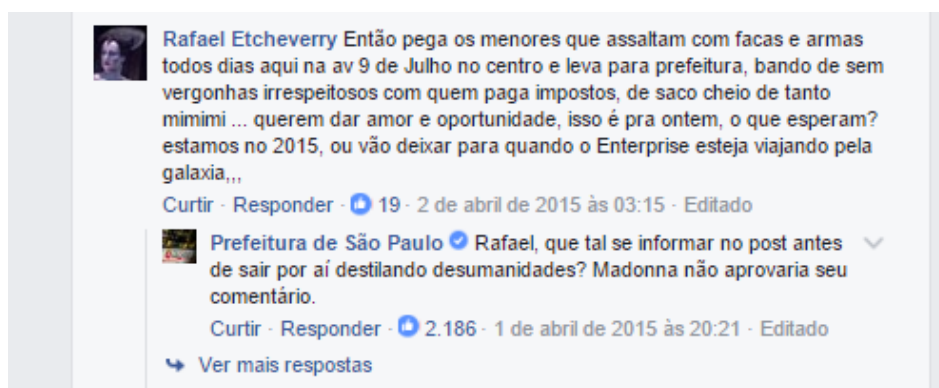 Rafael Etcheverry Então pega os menores que assaltam com facas e armas
todos dias aqui na av 9 de Julho no centro e leva para prefeitura, bando de sem
vergonhas irrespeitosos com quem paga impostos, de saco cheio de tanto
mimimi ... querem dar amor e oportunidade, isso é pra ontem, o que esperam?
estamos no 2015, ou vão deixar para quando o Enterprise esteja viajando pela
galaxia,,,
Curtir · Responder · 19 · 2 de abril de 2015 às 03:15 · Editado
Prefeitura de São Paulo Rafael, que tal se informar no post antes
de sair por aí destilando desumanidades? Madonna não aprovaria seu
comentário.
Curtir · Responder · 2.186 · 1 de abril de 2015 às 20:21 · Editado
Ver mais respostas